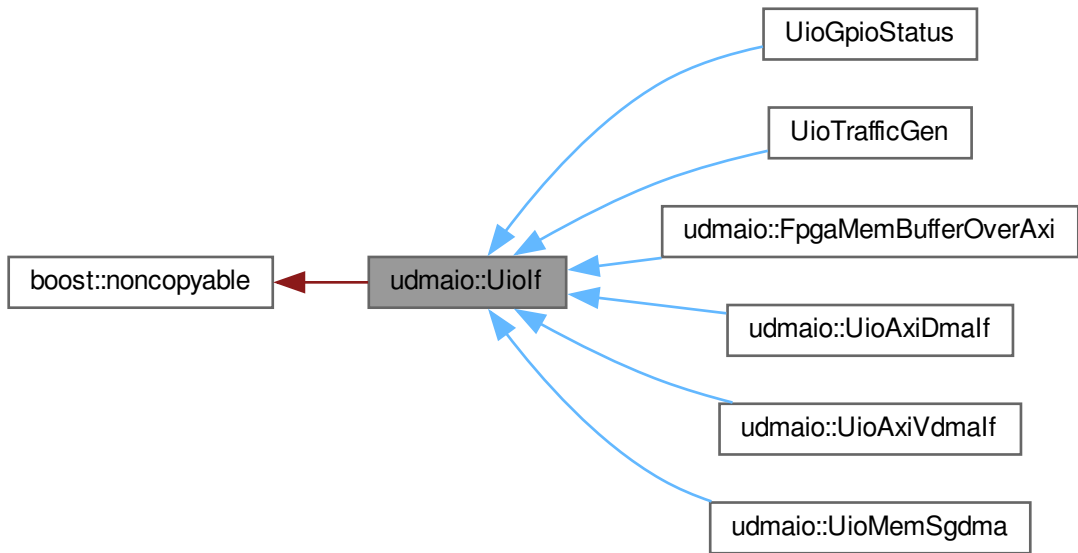 UioGpioStatus
UioTrafficGen
udmaio::FpgaMemBufferOverAxi
boost::noncopyable
udmaio::UioIf
udmaio::UioAxiDmaIf
udmaio::UioAxiVdmaIf
udmaio::UioMemSgdma